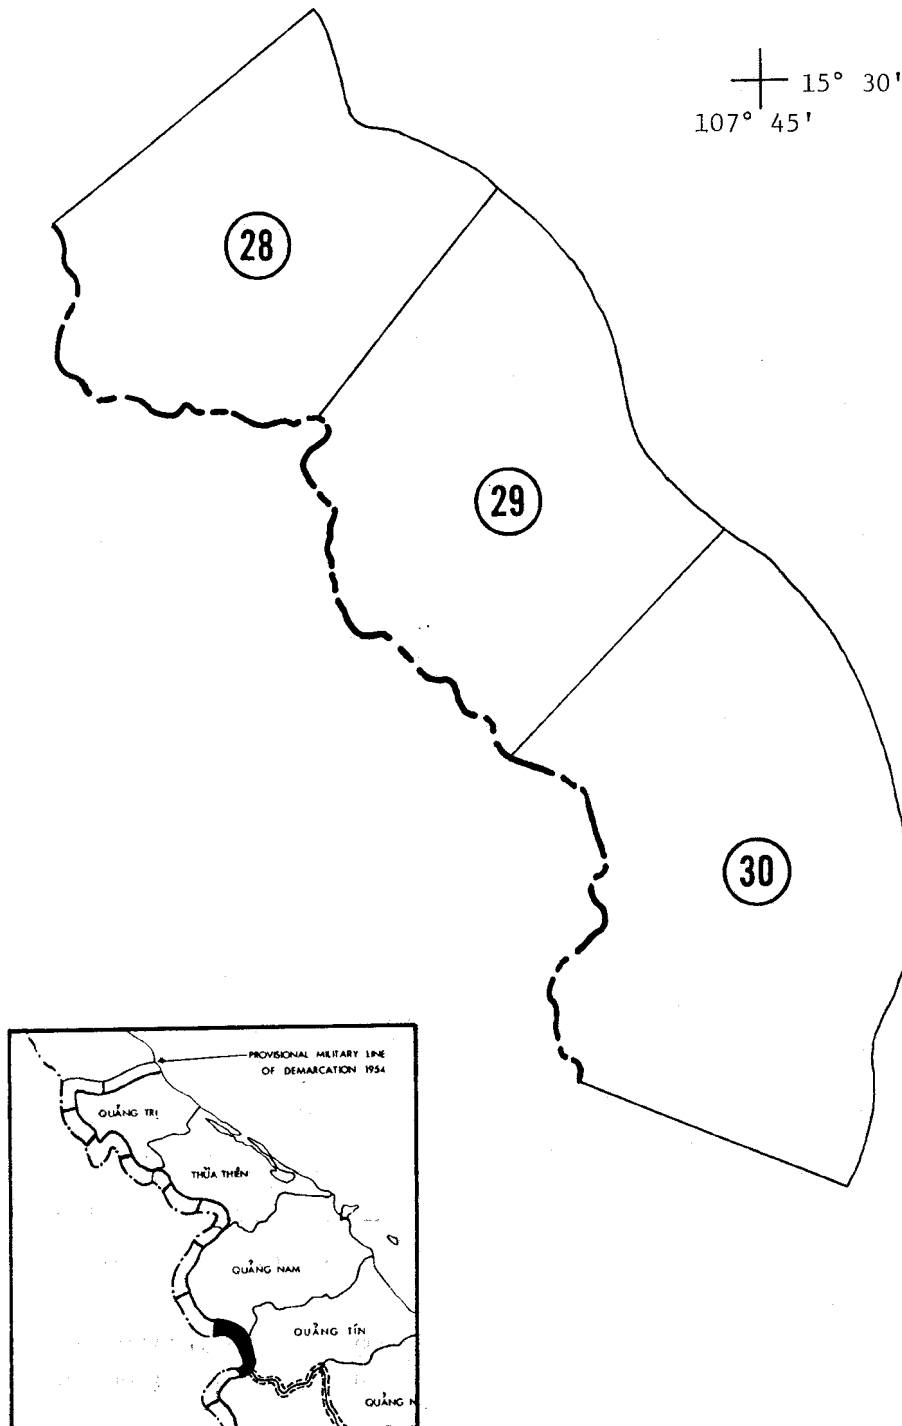 15° 30'
107° 45'
28
29
30
PROVISIONAL MILITARY LINE
OF DEMARCATION 1954
QUẢNG TRỊ
THỪA THIÊN
QUẢNG NAM
QUẢNG TÍN
QUẢNG N